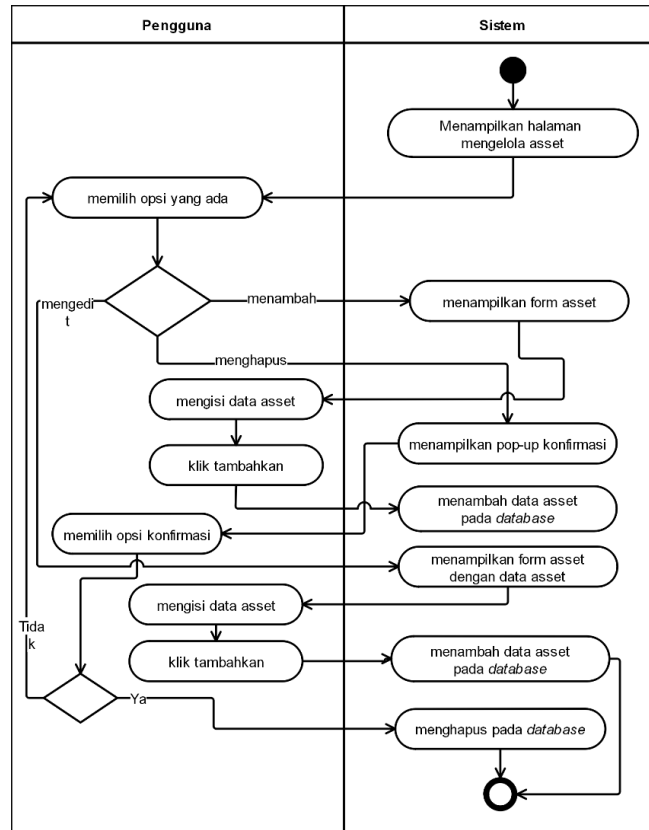 Pengguna
Sistem
Menampilkan halaman
mengelola asset
memilih opsi yang ada
mengedi
t
menambah
menampilkan form asset
menghapus
mengisi data asset
menampilkan pop-up konfirmasi
klik tambahkan
menambah data asset
pada database
memilih opsi konfirmasi
menampilkan form asset
dengan data asset
mengisi data asset
Tida
k
klik tambahkan
menambah data asset
pada database
Ya
menghapus pada database